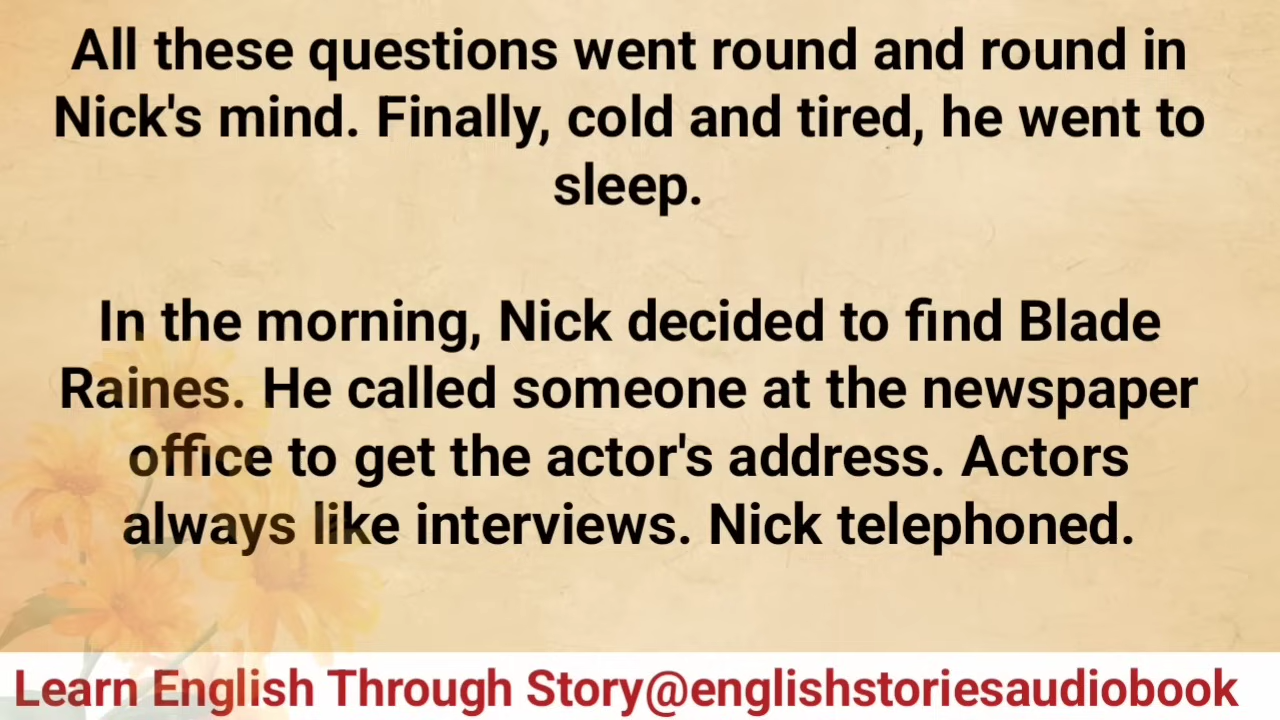 All these questions went round and round in
Nick's mind. Finally, cold and tired, he went to
sleep.
In the morning, Nick decided to find Blade
Raines. He called someone at the newspaper
office to get the actor's address. Actors
always like interviews. Nick telephoned.
Learn English Through Story@englishstoriesaudiobook